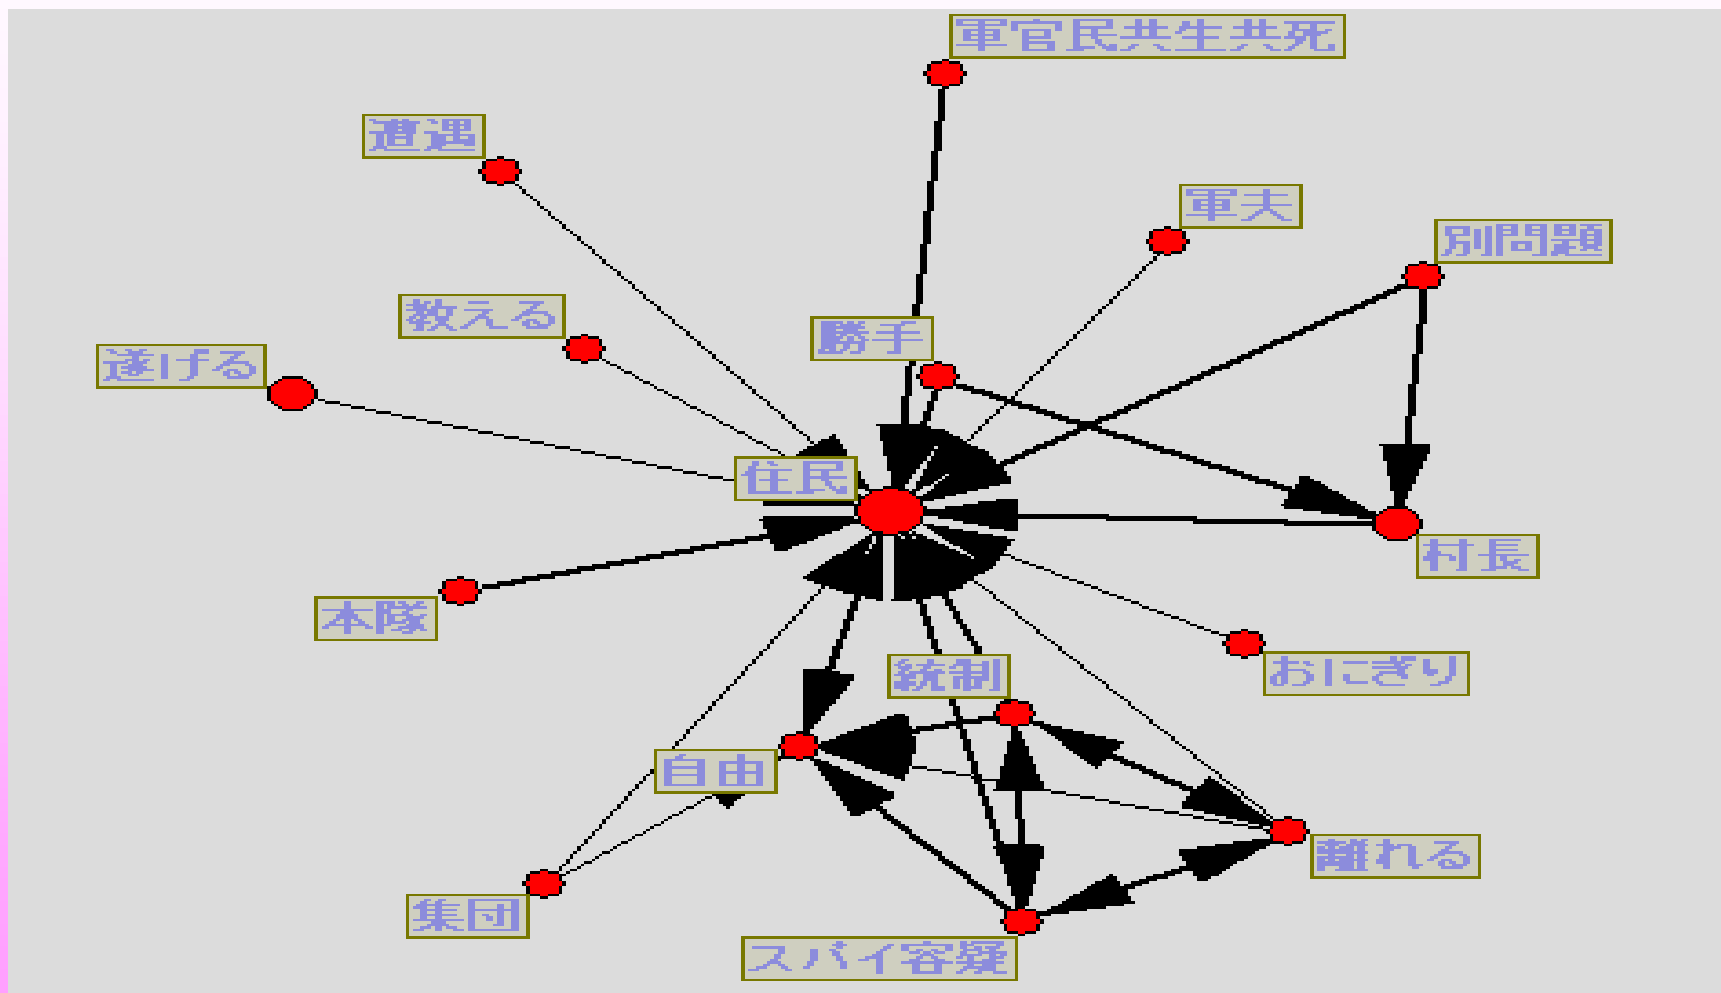 軍官民共生共死
遭遇
軍夫
別問題
教える
勝手
遂げる
住民
村長
本隊
おにぎり
統制
自由
離れる
集団
スパイ容疑